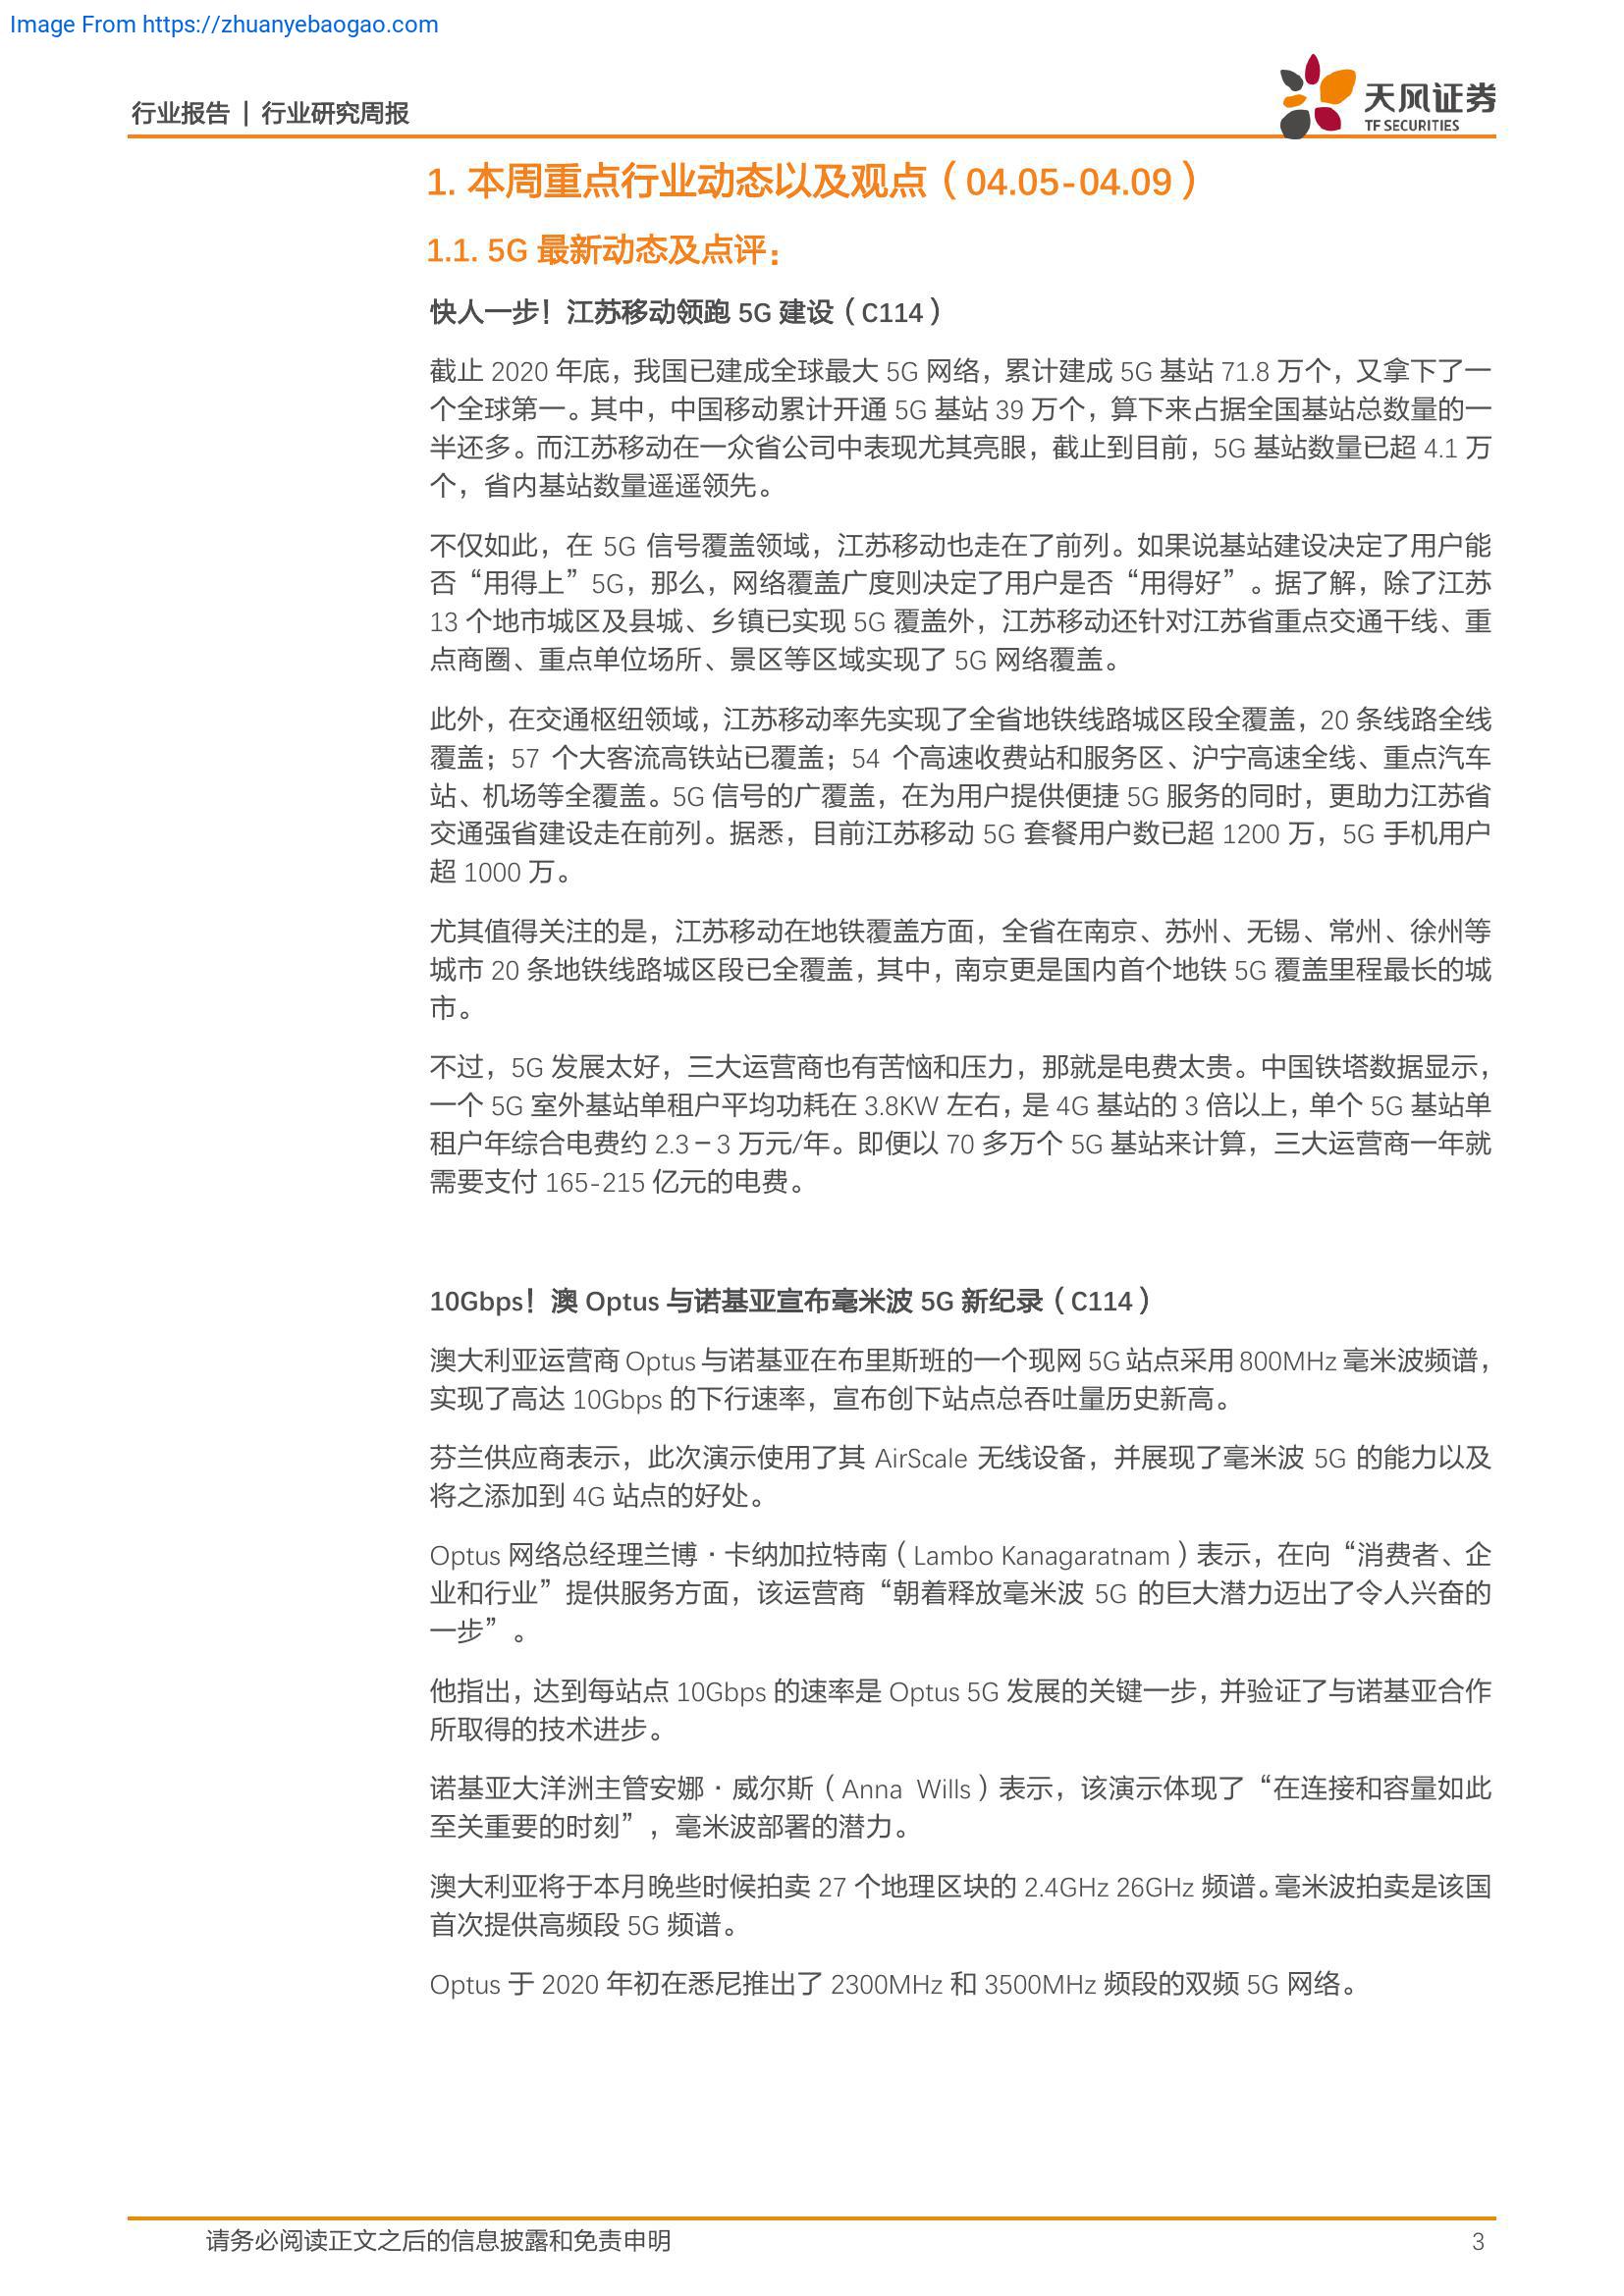 Image From https://zhuanyebaogao.com
行业报告 | 行业研究周报
天风证券
TF SECURITIES
1. 本周重点行业动态以及观点（04.05-04.09）
1.1. 5G 最新动态及点评：
快人一步！江苏移动领跑 5G 建设（C114）
截止 2020 年底，我国已建成全球最大 5G 网络，累计建成 5G 基站 71.8 万个，又拿下了一
个全球第一。其中，中国移动累计开通 5G 基站 39 万个，算下来占据全国基站总数量的一
半还多。而江苏移动在一众省公司中表现尤其亮眼，截止到目前，5G 基站数量已超 4.1 万
个，省内基站数量遥遥领先。
不仅如此，在 5G 信号覆盖领域，江苏移动也走在了前列。如果说基站建设决定了用户能
否“用得上”5G，那么，网络覆盖广度则决定了用户是否“用得好”。据了解，除了江苏
13 个地市城区及县城、乡镇已实现 5G 覆盖外，江苏移动还针对江苏省重点交通干线、重
点商圈、重点单位场所、景区等区域实现了 5G 网络覆盖。
此外，在交通枢纽领域，江苏移动率先实现了全省地铁线路城区段全覆盖，20 条线路全线
覆盖；57 个大客流高铁站已覆盖；54 个高速收费站和服务区、沪宁高速全线、重点汽车
站、机场等全覆盖。5G 信号的广覆盖，在为用户提供便捷 5G 服务的同时，更助力江苏省
交通强省建设走在前列。据悉，目前江苏移动 5G 套餐用户数已超 1200 万，5G 手机用户
超 1000 万。
尤其值得关注的是，江苏移动在地铁覆盖方面，全省在南京、苏州、无锡、常州、徐州等
城市 20 条地铁线路城区段已全覆盖，其中，南京更是国内首个地铁 5G 覆盖里程最长的城
市。
不过，5G 发展太好，三大运营商也有苦恼和压力，那就是电费太贵。中国铁塔数据显示，
一个 5G 室外基站单租户平均功耗在 3.8KW 左右，是 4G 基站的 3 倍以上，单个 5G 基站单
租户年综合电费约 2.3－3 万元/年。即便以 70 多万个 5G 基站来计算，三大运营商一年就
需要支付 165-215 亿元的电费。
10Gbps！澳 Optus 与诺基亚宣布毫米波 5G 新纪录（C114）
澳大利亚运营商 Optus 与诺基亚在布里斯班的一个现网 5G 站点采用 800MHz 毫米波频谱，
实现了高达 10Gbps 的下行速率，宣布创下站点总吞吐量历史新高。
芬兰供应商表示，此次演示使用了其 AirScale 无线设备，并展现了毫米波 5G 的能力以及
将之添加到 4G 站点的好处。
Optus 网络总经理兰博·卡纳加拉特南（Lambo Kanagaratnam）表示，在向“消费者、企
业和行业”提供服务方面，该运营商“朝着释放毫米波 5G 的巨大潜力迈出了令人兴奋的
一步”。
他指出，达到每站点 10Gbps 的速率是 Optus 5G 发展的关键一步，并验证了与诺基亚合作
所取得的技术进步。
诺基亚大洋洲主管安娜·威尔斯（Anna Wills）表示，该演示体现了“在连接和容量如此
至关重要的时刻”，毫米波部署的潜力。
澳大利亚将于本月晚些时候拍卖 27 个地理区块的 2.4GHz 26GHz 频谱。毫米波拍卖是该国
首次提供高频段 5G 频谱。
Optus 于 2020 年初在悉尼推出了 2300MHz 和 3500MHz 频段的双频 5G 网络。
请务必阅读正文之后的信息披露和免责申明
3